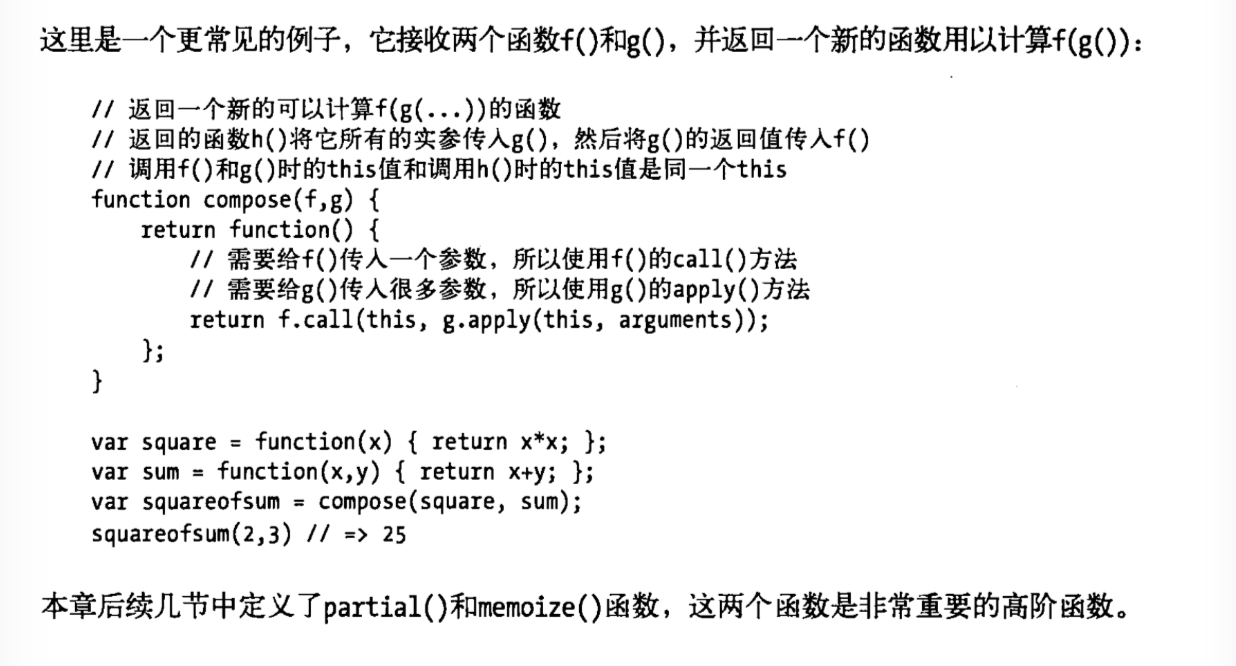 这里是一个更常见的例子，它接收两个函数f()和g()，并返回一个新的函数用以计算f(g())：
// 返回一个新的可以计算f(g(...))的函数
// 返回的函数h()将它所有的实参传入g()，然后将g()的返回值传入f()
// 调用f()和g()时的this值和调用h()时的this值是同一个this
function compose(f,g) {
    return function() {
        // 需要给f()传入一个参数，所以使用f()的call()方法
        // 需要给g()传入很多参数，所以使用g()的apply()方法
        return f.call(this, g.apply(this, arguments));
    };
}
var square = function(x) { return x*x; };
var sum = function(x,y) { return x+y; };
var squareofsum = compose(square, sum);
squareofsum(2,3) // => 25
本章后续几节中定义了partial()和memoize()函数，这两个函数是非常重要的高阶函数。